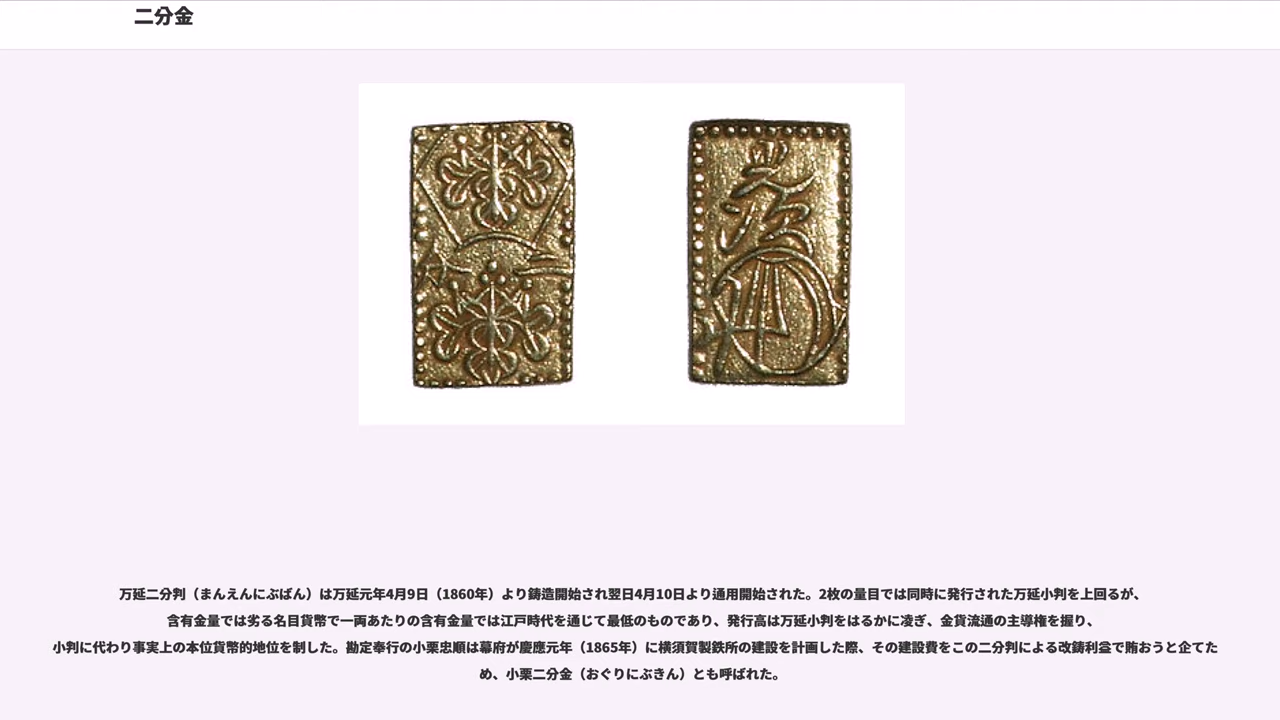 二分金
万延二分判（まんえんにぶばん）は万延元年4月9日（1860年）より鋳造開始され翌日4月10日より通用開始された。2枚の量目では同時に発行された万延小判を上回るが、
含有金量では劣る名目貨幣で一両あたりの含有金量では江戸時代を通じて最低のものであり、発行高は万延小判をはるかに凌ぎ、金貨流通の主導権を握り、
小判に代わり事実上の本位貨幣的地位を制した。勘定奉行の小栗忠順は幕府が慶應元年（1865年）に横須賀製鉄所の建設を計画した際、その建設費をこの二分判による改鋳利益で賄おうと企てた
め、小栗二分金（おぐりにぶきん）とも呼ばれた。